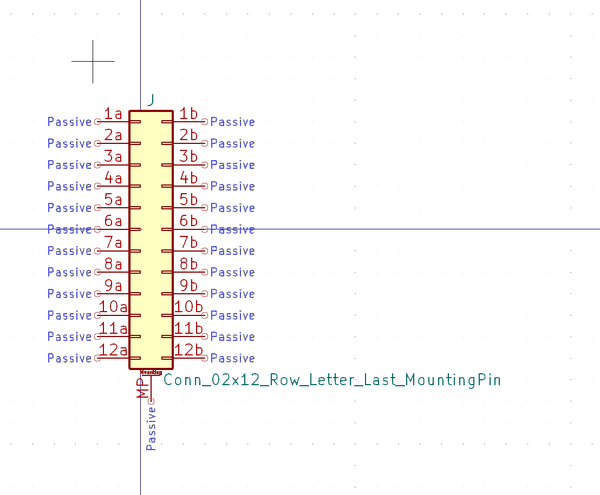 J
Passive 1a 1b Passive
Passive 2a 2b Passive
Passive 3a 3b Passive
Passive 4a 4b Passive
Passive 5a 5b Passive
Passive 6a 6b Passive
Passive 7a 7b Passive
Passive 8a 8b Passive
Passive 9a 9b Passive
Passive 10a 10b Passive
Passive 11a 11b Passive
Passive 12a 12b Passive
Conn_02x12_Row_Letter_Last_MountingPin
MP
Passive